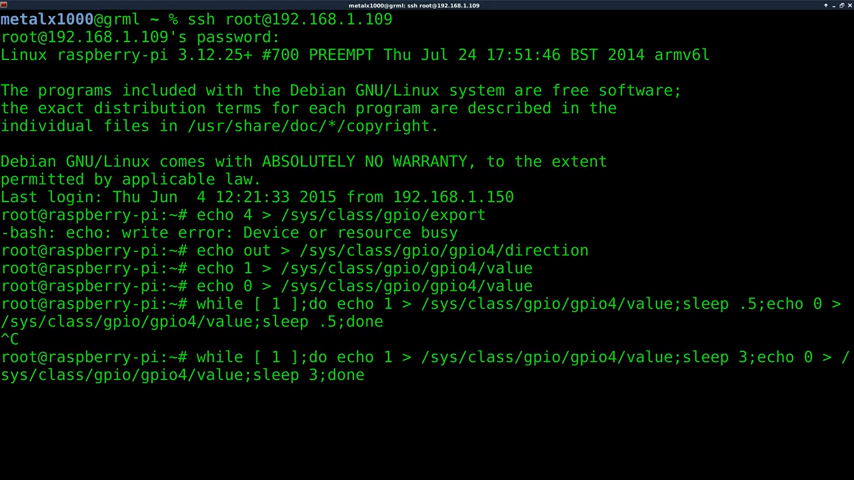 metalx1000@grml: ssh root@192.168.1.109
metalx1000@grml ~ % ssh root@192.168.1.109
root@192.168.1.109's password:
Linux raspberry-pi 3.12.25+ #700 PREEMPT Thu Jul 24 17:51:46 BST 2014 armv6l
The programs included with the Debian GNU/Linux system are free software;
the exact distribution terms for each program are described in the
individual files in /usr/share/doc/*/copyright.
Debian GNU/Linux comes with ABSOLUTELY NO WARRANTY, to the extent
permitted by applicable law.
Last login: Thu Jun  4 12:21:33 2015 from 192.168.1.150
root@raspberry-pi:~# echo 4 > /sys/class/gpio/export
-bash: echo: write error: Device or resource busy
root@raspberry-pi:~# echo out > /sys/class/gpio/gpio4/direction
root@raspberry-pi:~# echo 1 > /sys/class/gpio/gpio4/value
root@raspberry-pi:~# echo 0 > /sys/class/gpio/gpio4/value
root@raspberry-pi:~# while [ 1 ];do echo 1 > /sys/class/gpio/gpio4/value;sleep .5;echo 0 >
/sys/class/gpio/gpio4/value;sleep .5;done
^C
root@raspberry-pi:~# while [ 1 ];do echo 1 > /sys/class/gpio/gpio4/value;sleep 3;echo 0 > /
sys/class/gpio/gpio4/value;sleep 3;done